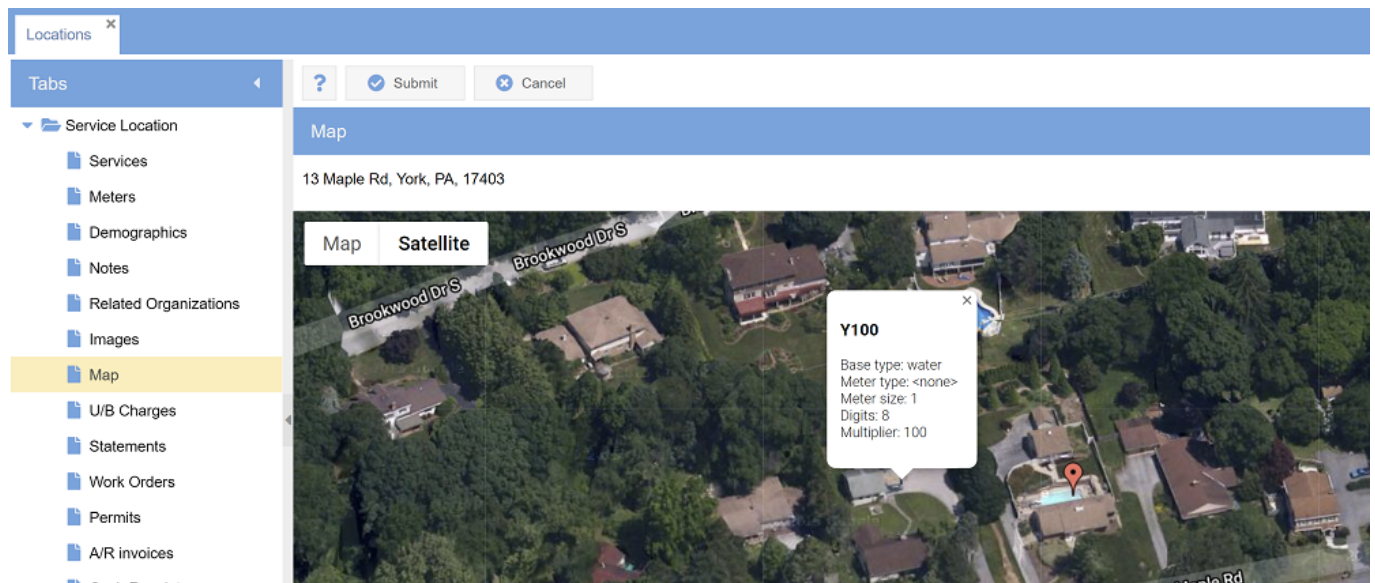 Locations
Tabs
? Submit Cancel
Service Location
Services
Meters
Demographics
Notes
Related Organizations
Images
Map
U/B Charges
Statements
Work Orders
Permits
A/R invoices
Map
13 Maple Rd, York, PA, 17403
Map Satellite
Brookwood Dr S
Brookwood Dr S
Y100
Base type: water
Meter type: <none>
Meter size: 1
Digits: 8
Multiplier: 100
Rd